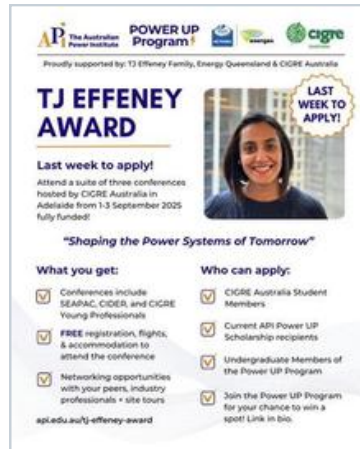 The Australian
Power Institute
POWER UP
Program
energex
cigre
Proudly supported by: TJ Effeney Family, Energy Queensland & CIGRE Australia
TJ EFFENEY
AWARD
LAST
WEEK TO
APPLY!
Last week to apply!
Attend a suite of three conferences
hosted by CIGRE Australia in
Adelaide from 1-3 September 2025
fully funded!
"Shaping the Power Systems of Tomorrow"
What you get:
Conferences include
SEAPAC, CIDER, and CIGRE
Young Professionals
FREE registration, flights,
& accommodation to
attend the conference
Networking opportunities
with your peers, industry
professionals + site tours
api.edu.au/tj-effeney-award
Who can apply:
CIGRE Australia Student
Members
Current API Power UP
Scholarship recipients
Undergraduate Members of
the Power UP Program
Join the Power UP Program
for your chance to win a
spot! Link in bio.